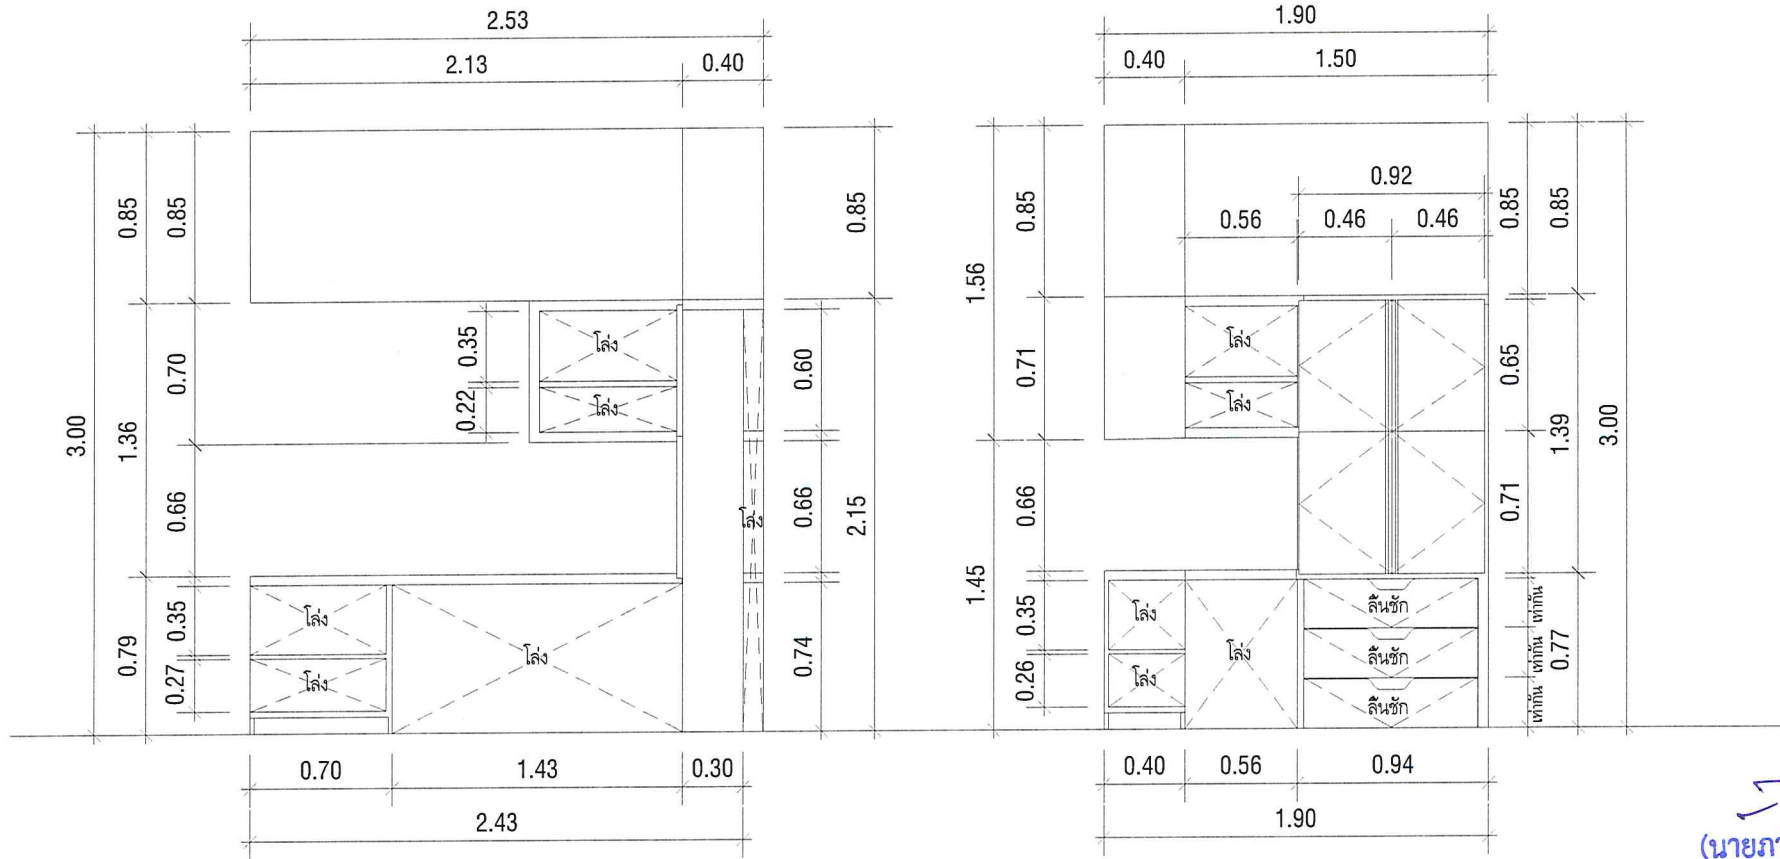 2.53
2.13 0.40
3.00
0.85 0.85
1.36
0.70
0.66
0.79
0.35
0.27
0.35
0.22
โล่ง
โล่ง
โล่ง
โล่ง
โล่ง
โล่ง
0.85
0.60
0.66
2.15
0.74
0.70 1.43 0.30
2.43
1.90
0.40 1.50
0.92
0.56 0.46 0.46
1.56
0.85
0.71
1.45
0.66
0.35
0.26
โล่ง
โล่ง
โล่ง
โล่ง
โล่ง
ลิ้นชัก
ลิ้นชัก
ลิ้นชัก
0.85 0.85
0.65
1.39
3.00
0.71
เท่ากัน
เท่ากัน
เท่ากัน
0.77
0.40 0.56 0.94
1.90